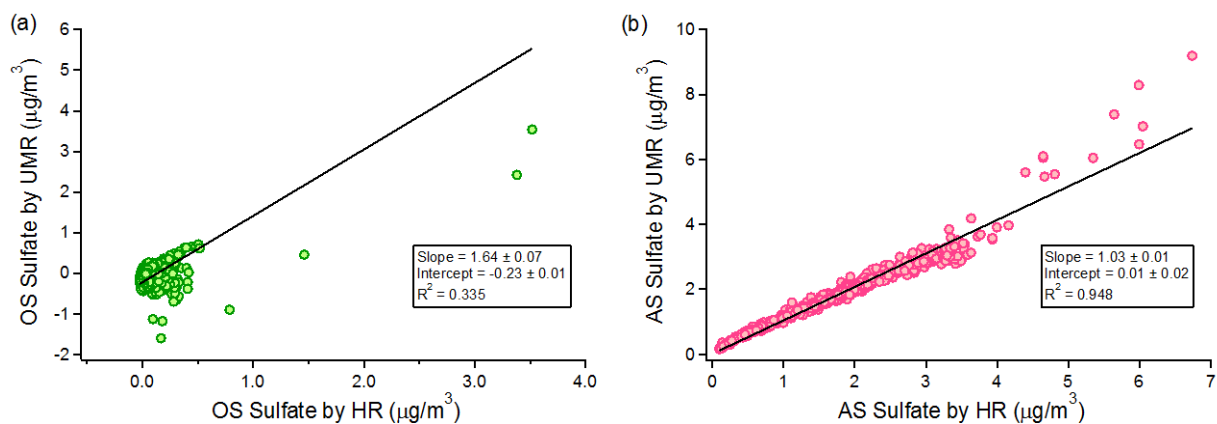 (a)
6
5
4
3
2
1
0
-1
-2
OS Sulfate by UMR (μg/m³)
Slope = 1.64 ± 0.07
Intercept = -0.23 ± 0.01
R² = 0.335
0.0 1.0 2.0 3.0 4.0
OS Sulfate by HR (μg/m³)
(b)
10
8
6
4
2
0
AS Sulfate by UMR (μg/m³)
Slope = 1.03 ± 0.01
Intercept = 0.01 ± 0.02
R² = 0.948
0 1 2 3 4 5 6 7
AS Sulfate by HR (μg/m³)